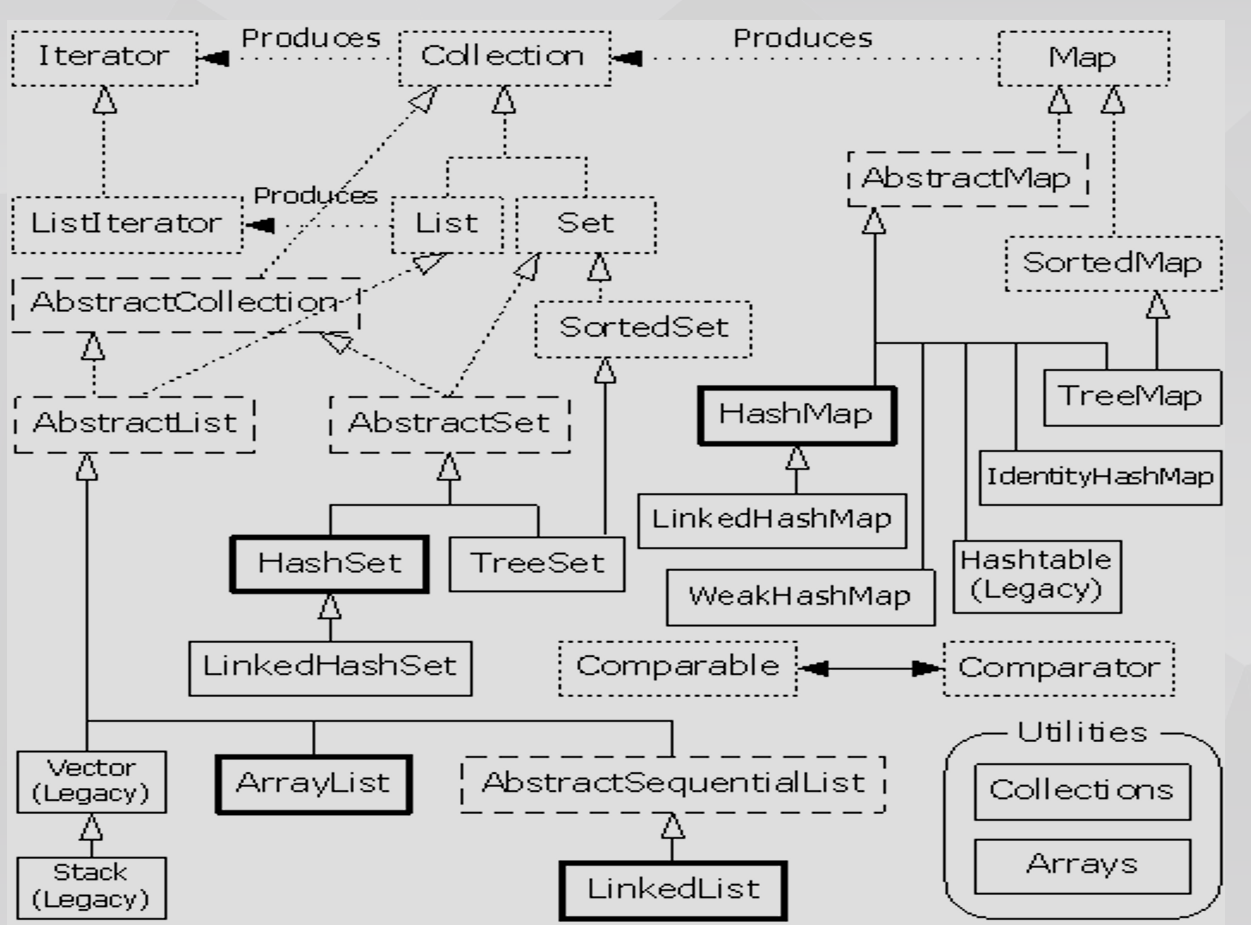 Iterator
Produces
Collection
Produces
Map
AbstractMap
ListIterator
Produces
List
Set
SortedMap
AbstractCollection
SortedSet
TreeMap
AbstractList
AbstractSet
HashMap
IdentityHashMap
LinkedHashMap
HashSet
TreeSet
Hashtable
(Legacy)
WeakHashMap
LinkedHashSet
Comparable
Comparator
Utilities
Vector
(Legacy)
ArrayList
AbstractSequentialList
Collections
Arrays
Stack
(Legacy)
LinkedList